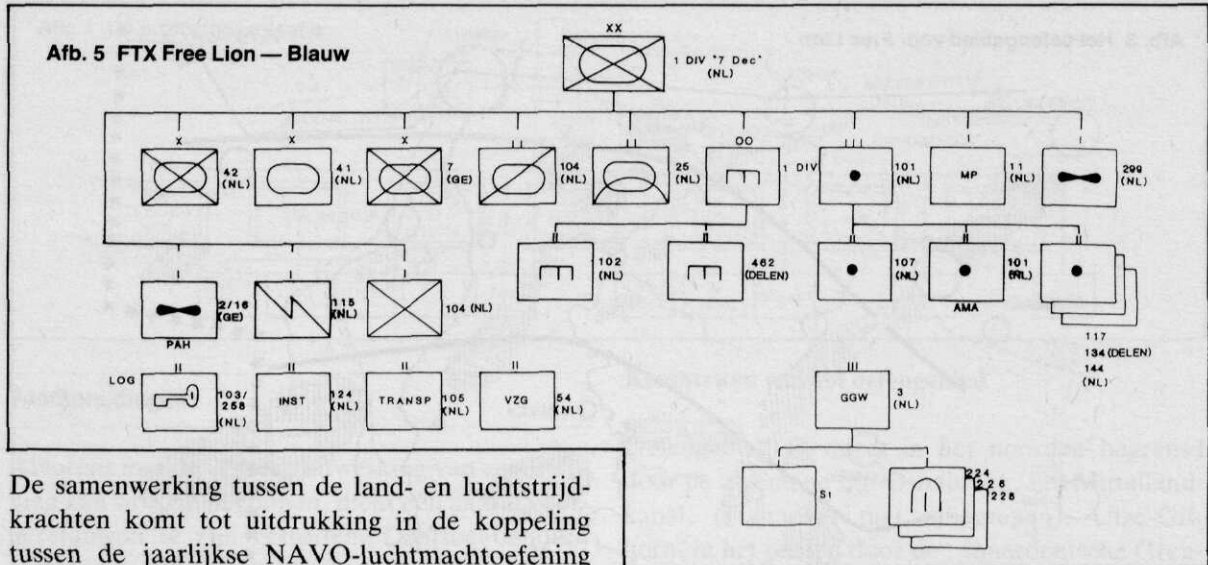 Afb. 5 FTX Free Lion — Blauw
XX
1 DIV "7 Dec"
(NL)
X
42
(NL)
X
41
(NL)
X
7
(GE)
II
104
(NL)
II
25
(NL)
OO
DIV
II
101
(NL)
MP
11
(NL)
299
(NL)
II
2/16
(GE)
PAH
II
115
(NL)
II
104 (NL)
II
102
(NL)
II
462
(DELEN)
II
107
(NL)
II
AMA
101
(NL)
II
117
134 (DELEN)
144
(NL)
LOG
II
103/
258
(NL)
II
INST
124
(NL)
II
TRANSP
105
(NL)
II
VZG
54
(NL)
III
GGW
3
(NL)
S1
224
226
228
De samenwerking tussen de land- en luchtstrijd-
krachten komt tot uitdrukking in de koppeling
tussen de jaarlijkse NAVO-luchtmachtoefening